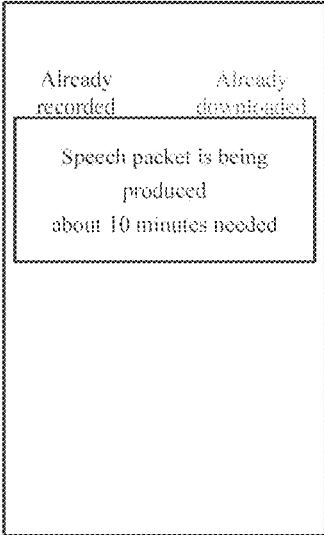 Already Already
recorded downloaded
Speech packet is being
produced
about 10 minutes needed